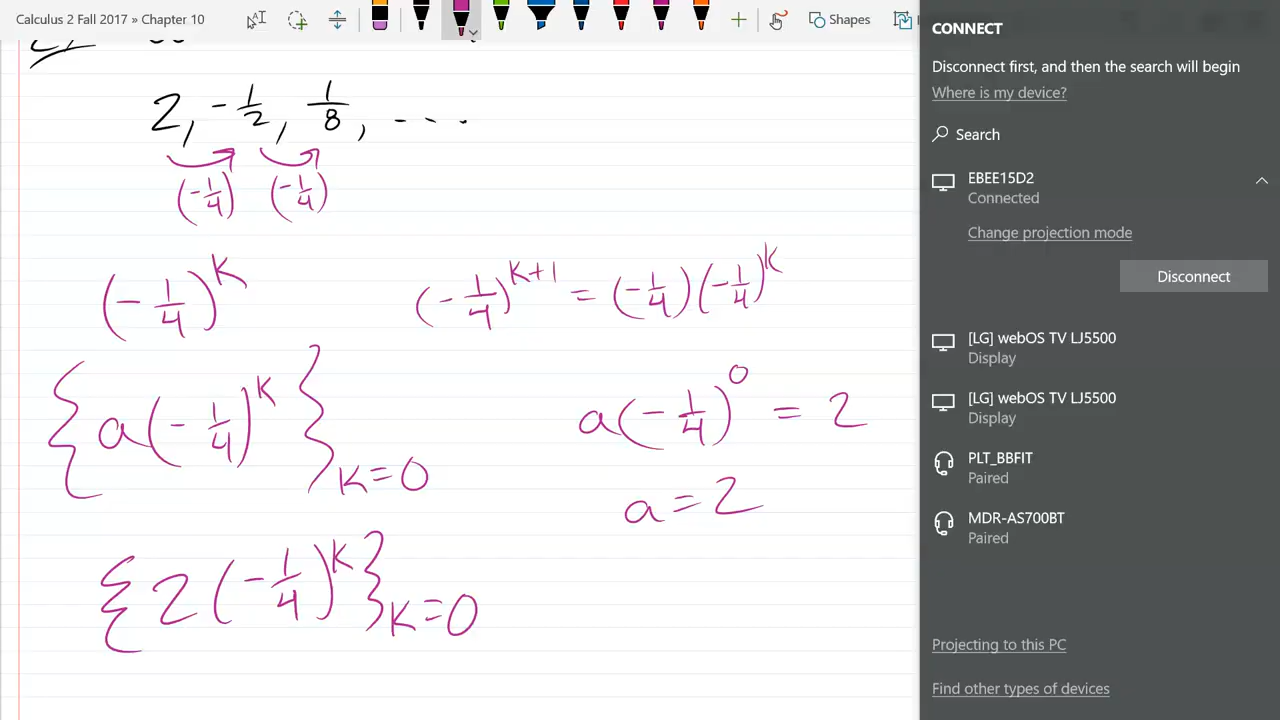 Calculus 2 Fall 2017 » Chapter 10
Shapes
2, -1/2, 1/8, ....
(-1/4) (-1/4)
(-1/4)^k
(-1/4)^{k+1} = (-1/4)(-1/4)^k
{a(-1/4)^k}_{k=0}
a(-1/4)^0 = 2
a = 2
{2(-1/4)^k}_{k=0}
CONNECT
Disconnect first, and then the search will begin
Where is my device?
Search
EBEE15D2
Connected
Change projection mode
Disconnect
[LG] webOS TV LJ5500
Display
[LG] webOS TV LJ5500
Display
PLT_BBFIT
Paired
MDR-AS700BT
Paired
Projecting to this PC
Find other types of devices